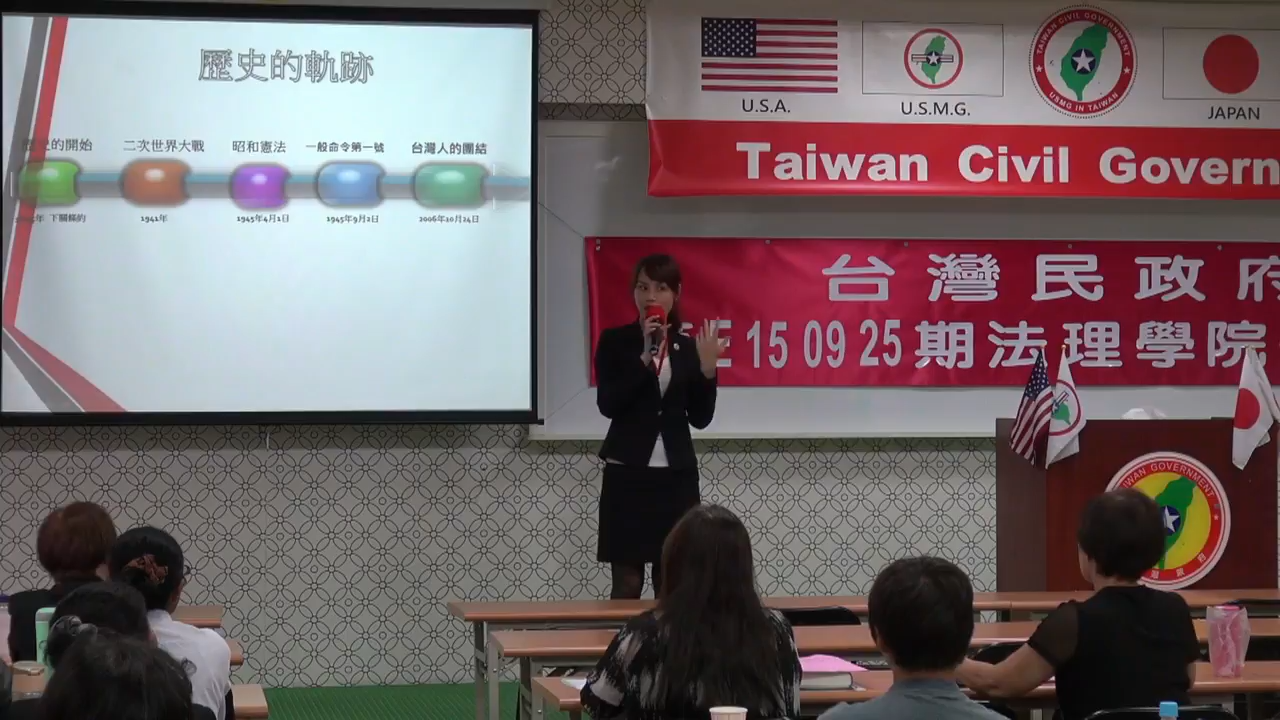 歷史的軌跡
的開始
二次世界大戰
昭和憲法
一般命令第一號
台灣人的團結
年 下關條約
1941年
1945年4月1日
1945年9月2日
2006年10月24日
U.S.A.
U.S.M.G.
TAIWAN CIVIL GOVERNMENT
USMG IN TAIWAN
JAPAN
Taiwan Civil Govern
台灣民政府
E 15 09 25 期法理學院
IWAN GOVERNMENT